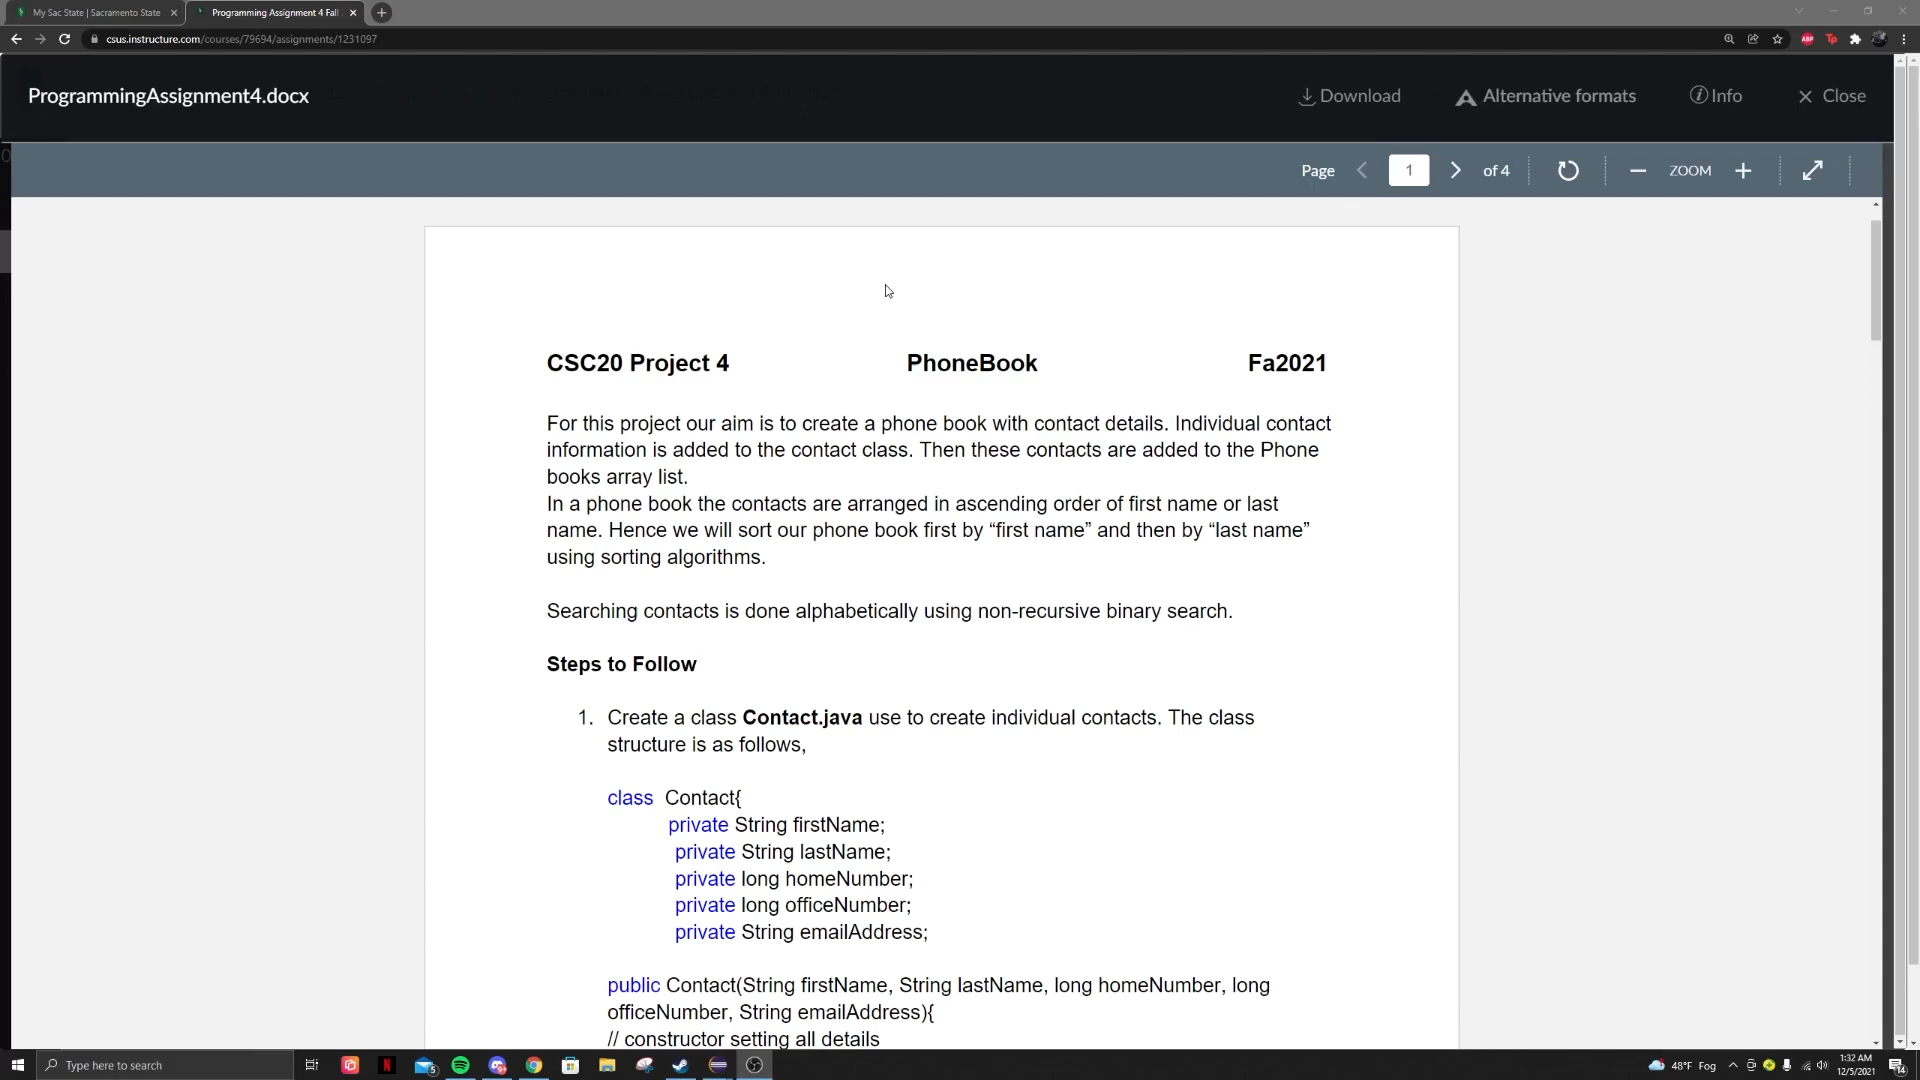 My Sac State | Sacramento State
Programming Assignment 4 Fall
csus.instructure.com/courses/79694/assignments/1231097
ABP
ProgrammingAssignment4.docx
Download
Alternative formats
Info
Close
Page
1
of 4
ZOOM
CSC20 Project 4 PhoneBook Fa2021
For this project our aim is to create a phone book with contact details. Individual contact
information is added to the contact class. Then these contacts are added to the Phone
books array list.
In a phone book the contacts are arranged in ascending order of first name or last
name. Hence we will sort our phone book first by “first name” and then by “last name”
using sorting algorithms.
Searching contacts is done alphabetically using non-recursive binary search.
Steps to Follow
1. Create a class Contact.java use to create individual contacts. The class
structure is as follows,
class Contact{
private String firstName;
private String lastName;
private long homeNumber;
private long officeNumber;
private String emailAddress;
public Contact(String firstName, String lastName, long homeNumber, long
officeNumber, String emailAddress){
// constructor setting all details
Type here to search
48°F Fog
1:32 AM
12/5/2021